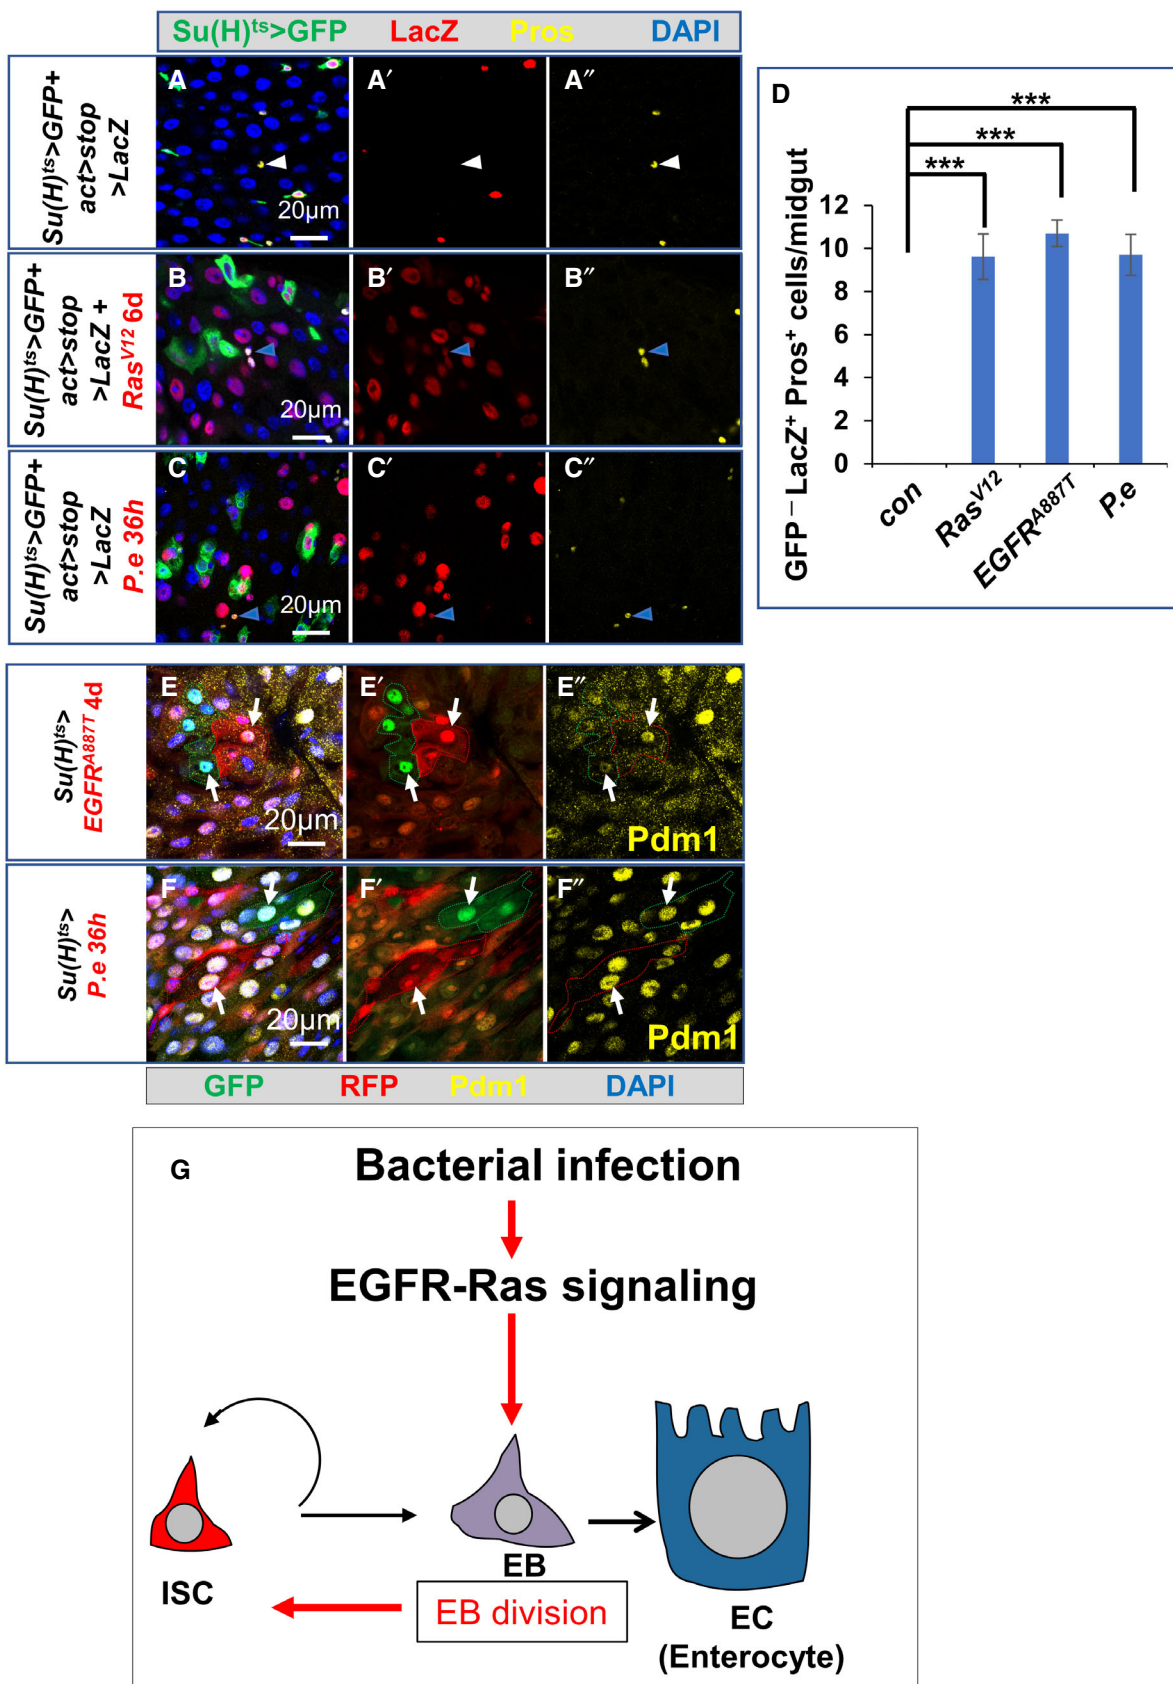 Su(H)ts>GFP LacZ Pros DAPI
Su(H)ts>GFP+
act>stop
>LacZ
A A′ A″
20µm
Su(H)ts>GFP+
act>stop
>LacZ +
RasV12 6d
B B′ B″
20µm
Su(H)ts>GFP+
act>stop
>LacZ
P.e 36h
C C′ C″
20µm
D
***
***
***
GFP—LacZ+ Pros+ cells/midgut
12
10
8
6
4
2
0
con RasV12 EGFRA887T P.e
Su(H)ts>
EGFRA887T 4d
E E′ E″
20µm
Pdm1
Su(H)ts>
P.e 36h
F F′ F″
20µm
Pdm1
GFP RFP Pdm1 DAPI
G
Bacterial infection
EGFR-Ras signaling
ISC
EB
EB division
EC
(Enterocyte)